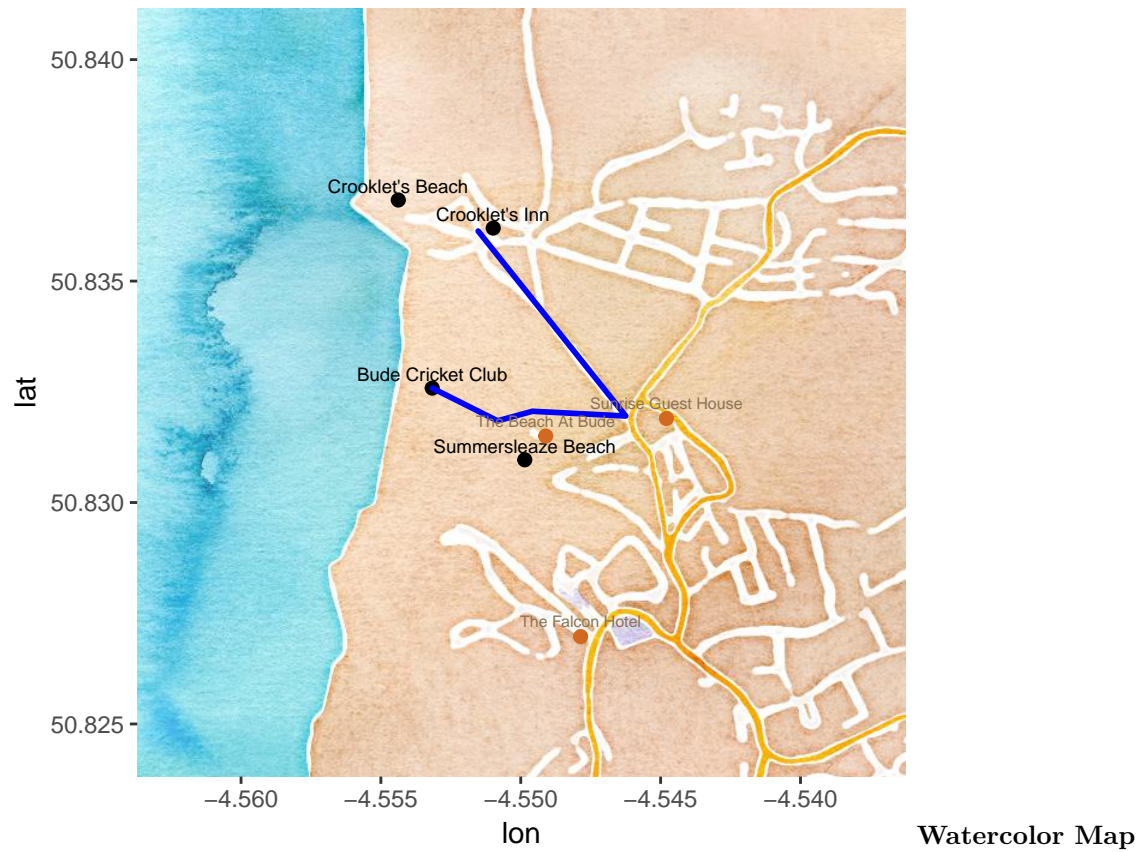 50.840
Crooklet's Beach
Crooklet's Inn
50.835
Bude Cricket Club
lat
Sunrise Guest House
The Beach At Bude
Summersleaze Beach
50.830
The Falcon Hotel
50.825
−4.560
−4.555
−4.550
−4.545
−4.540
lon
Watercolor Map